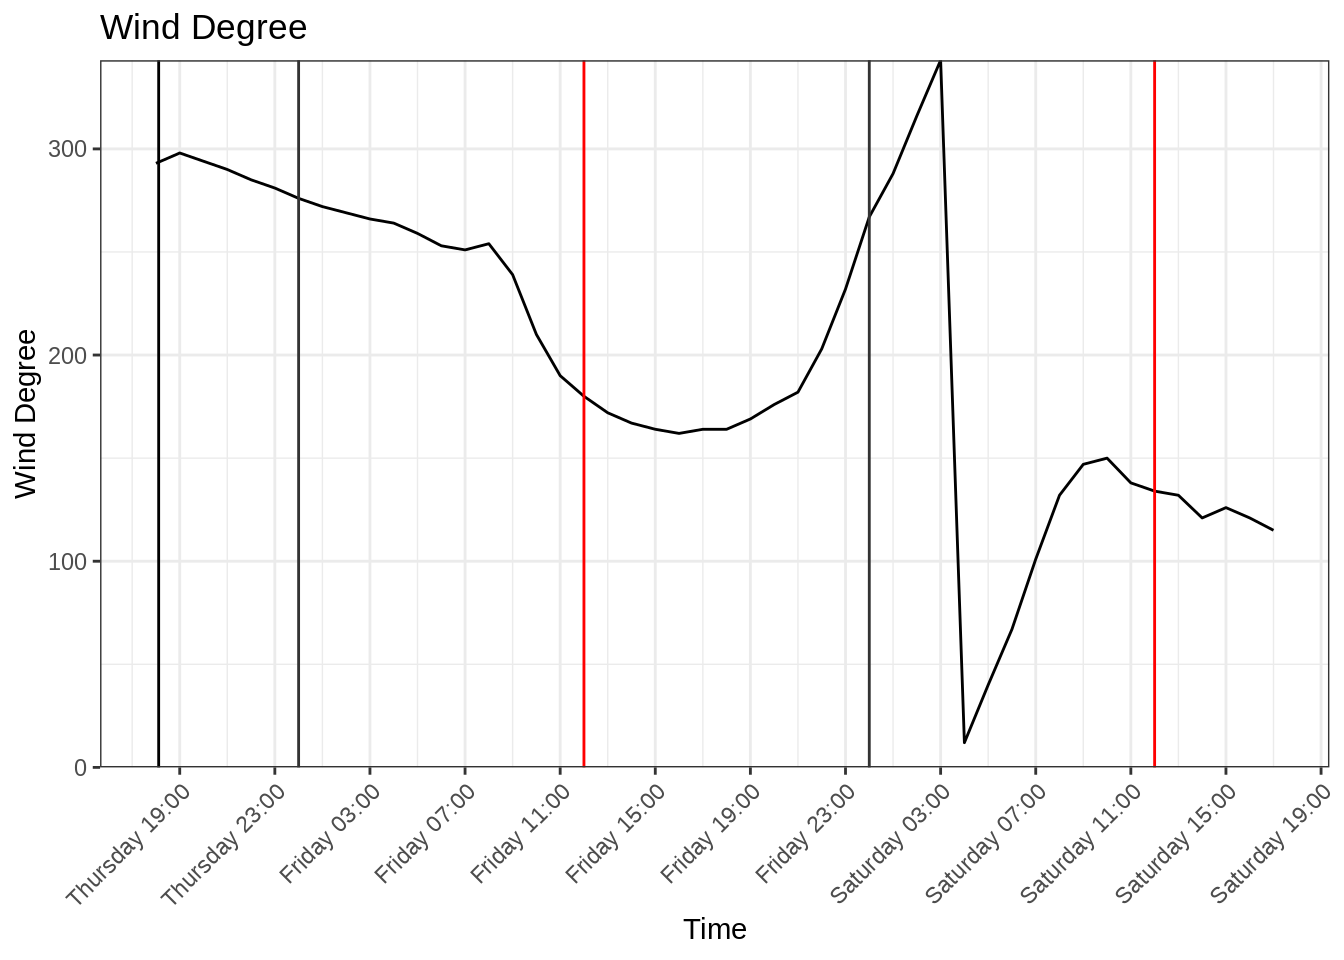 Wind Degree
Wind Degree
300
200
100
0
Thursday 19:00
Thursday 23:00
Friday 03:00
Friday 07:00
Friday 11:00
Friday 15:00
Friday 19:00
Friday 23:00
Saturday 03:00
Saturday 07:00
Saturday 11:00
Saturday 15:00
Saturday 19:00
Time